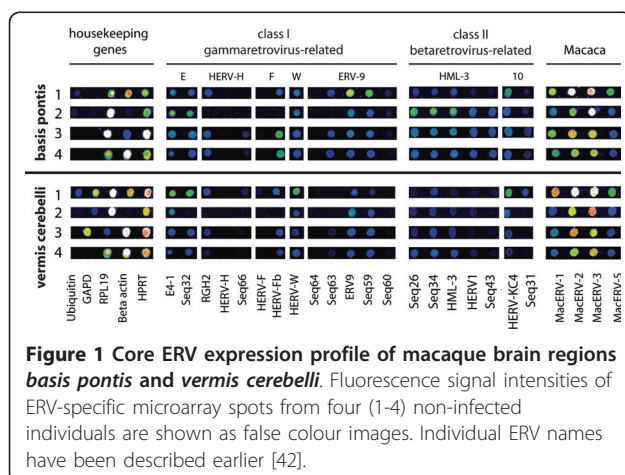 housekeeping genes
class I
gammaretrovirus-related
class II
betaretrovirus-related
Macaca
E HERV-H F W ERV-9 HML-3 10
basis pontis
1
2
3
4
vermis cerebelli
1
2
3
4
Ubiquitin
GAPD
RPL19
Beta actin
HPRT
E4-1
Seq32
RGH2
HERV-H
Seq66
HERV-F
HERV-Fb
HERV-W
Seq64
Seq63
ERV9
Seq59
Seq60
Seq26
Seq34
HML-3
HERV1
Seq43
HERV-KC4
Seq31
MacERV-1
MacERV-2
MacERV-3
MacERV-5
Figure 1 Core ERV expression profile of macaque brain regions
basis pontis and vermis cerebelli. Fluorescence signal intensities of
ERV-specific microarray spots from four (1-4) non-infected
individuals are shown as false colour images. Individual ERV names
have been described earlier [42].